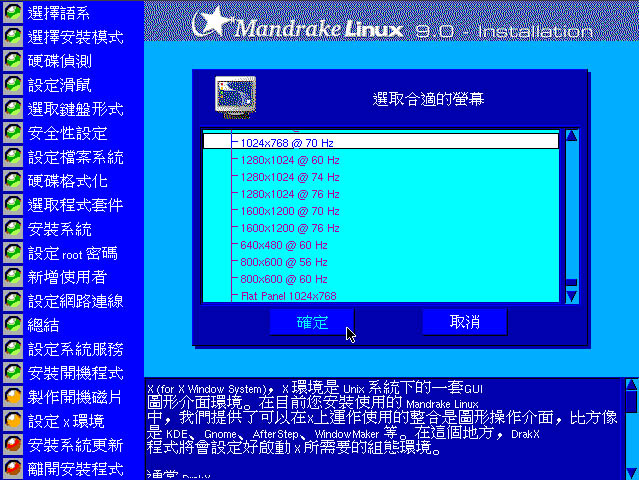 選擇語系
選擇安裝模式
硬碟偵測
設定滑鼠
選取鍵盤形式
安全性設定
設定檔案系統
硬碟格式化
選取程式套件
安裝系統
設定 root 密碼
新增使用者
設定網路連線
總結
設定系統服務
安裝開機程式
製作開機磁片
設定 X 環境
安裝系統更新
離開安裝程式
MandrakeLinux 9.0 - Installation
選取合適的螢幕
1024x768 @ 70 Hz
1280x1024 @ 60 Hz
1280x1024 @ 74 Hz
1280x1024 @ 76 Hz
1600x1200 @ 70 Hz
1600x1200 @ 76 Hz
640x480 @ 60 Hz
800x600 @ 56 Hz
800x600 @ 60 Hz
Flat Panel 1024x768
確定
取消
X (for X Window System)，X 環境是 Unix 系統下的一套GUI
圖形介面環境。在目前您安裝使用的 Mandrake Linux
中，我們提供了可以在X上運作使用的整合是圖形操作介面，比方像
是 KDE、Gnome、AfterStep、WindowMaker 等。在這個地方，DrakX
程式將會設定好啟動 X 所需要的組態環境。
通常 DrakX